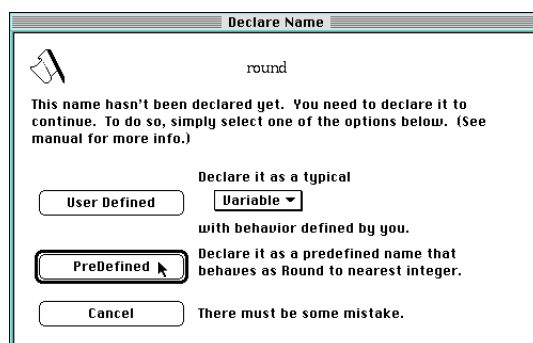 Declare Name
round
This name hasn't been declared yet. You need to declare it to
continue. To do so, simply select one of the options below. (See
manual for more info.)
Declare it as a typical
User Defined
Variable
with behavior defined by you.
PreDefined
Declare it as a predefined name that
behaves as Round to nearest integer.
Cancel
There must be some mistake.